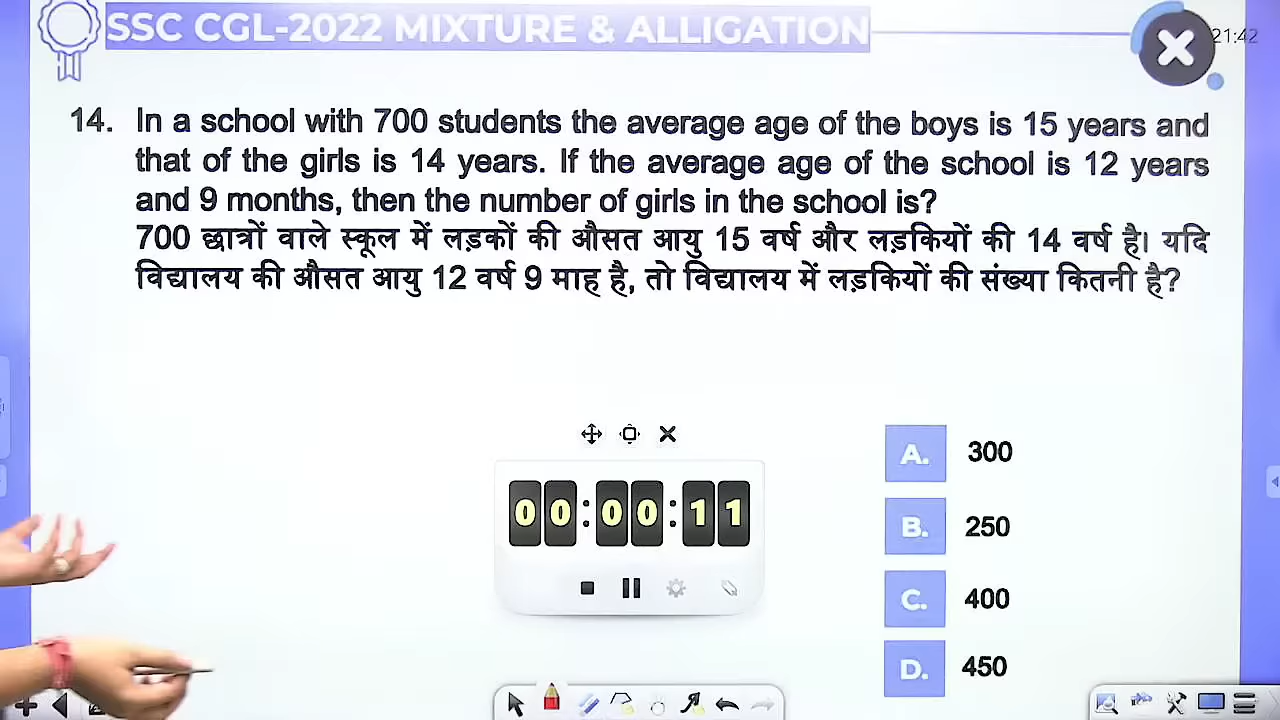 SSC CGL-2022 MIXTURE & ALLIGATION
21:42
14. In a school with 700 students the average age of the boys is 15 years and
that of the girls is 14 years. If the average age of the school is 12 years
and 9 months, then the number of girls in the school is?
700 छात्रों वाले स्कूल में लड़कों की औसत आयु 15 वर्ष और लड़कियों की 14 वर्ष है। यदि
विद्यालय की औसत आयु 12 वर्ष 9 माह है, तो विद्यालय में लड़कियों की संख्या कितनी है?
00:00:11
A. 300
B. 250
C. 400
D. 450